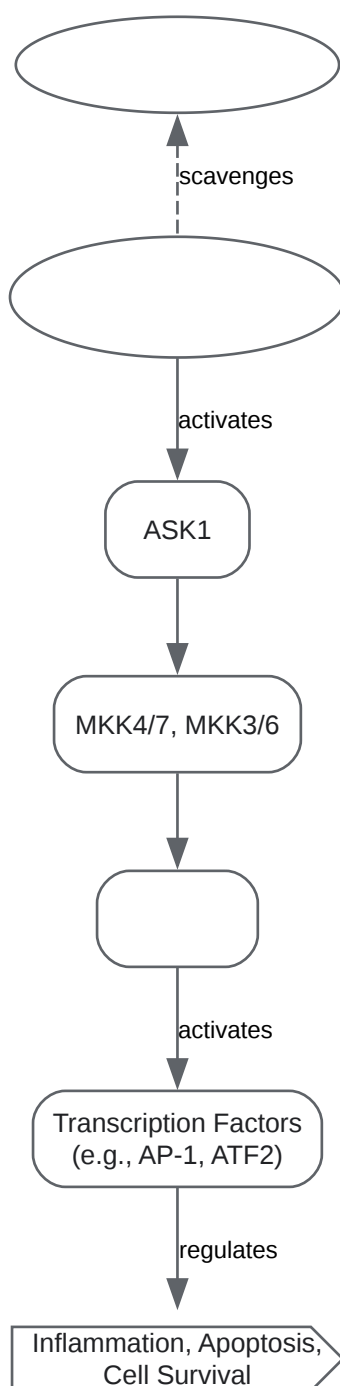 scavenges
activates
ASK1
MKK4/7, MKK3/6
activates
Transcription Factors
(e.g., AP-1, ATF2)
regulates
Inflammation, Apoptosis,
Cell Survival